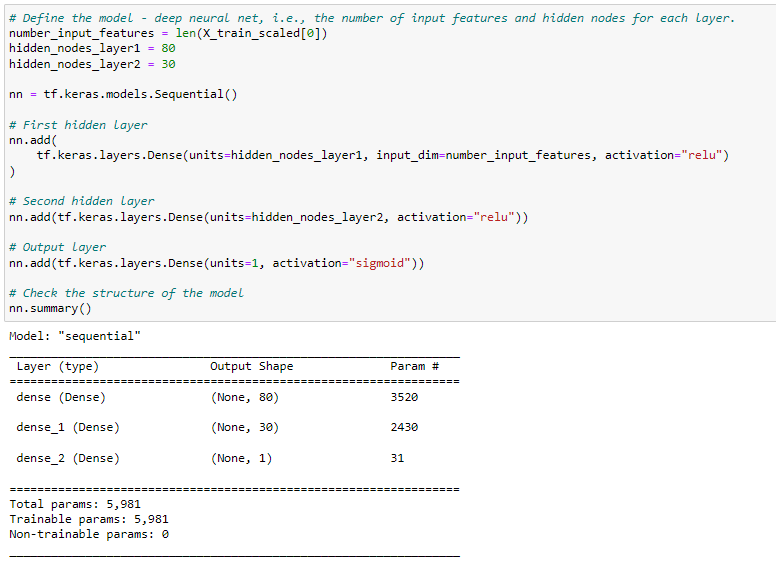 # Define the model - deep neural net, i.e., the number of input features and hidden nodes for each layer.
number_input_features = len(X_train_scaled[0])
hidden_nodes_layer1 = 80
hidden_nodes_layer2 = 30
nn = tf.keras.models.Sequential()
# First hidden layer
nn.add(
    tf.keras.layers.Dense(units=hidden_nodes_layer1, input_dim=number_input_features, activation="relu")
)
# Second hidden layer
nn.add(tf.keras.layers.Dense(units=hidden_nodes_layer2, activation="relu"))
# Output layer
nn.add(tf.keras.layers.Dense(units=1, activation="sigmoid"))
# Check the structure of the model
nn.summary()
Model: "sequential"
_________________________________________________________________
Layer (type) Output Shape Param #
=================================================================
dense (Dense) (None, 80) 3520
dense_1 (Dense) (None, 30) 2430
dense_2 (Dense) (None, 1) 31
=================================================================
Total params: 5,981
Trainable params: 5,981
Non-trainable params: 0
_________________________________________________________________